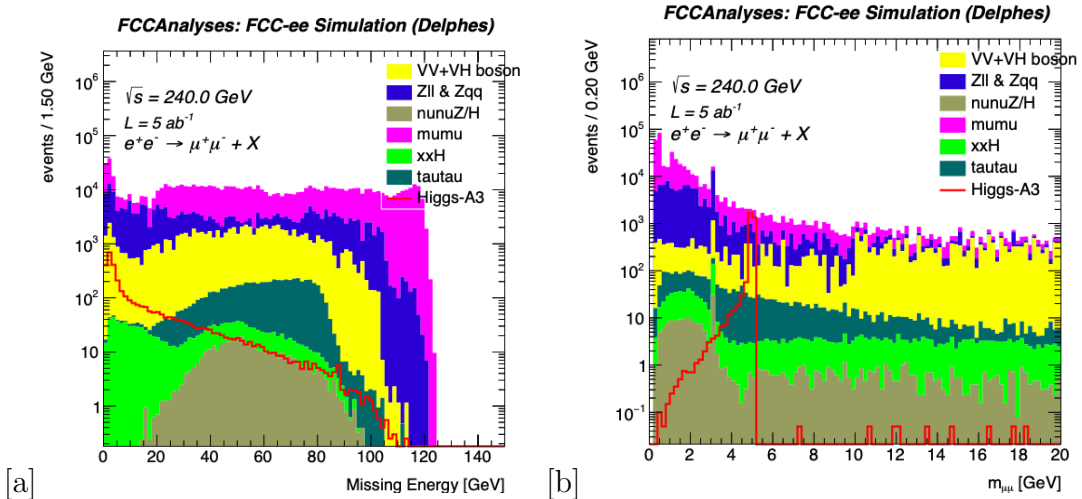 FCCAnalyses: FCC-ee Simulation (Delphes)
events / 1.50 GeV
10⁶
10⁵
10⁴
10³
10²
10
1
√s = 240.0 GeV
L = 5 ab⁻¹
e⁺e⁻ → μ⁺μ⁻ + X
VV+VH boson
Zll & Zqq
nunuZ/H
mumu
xxH
tautau
Higgs-A3
0 20 40 60 80 100 120 140
[a]
Missing Energy [GeV]
FCCAnalyses: FCC-ee Simulation (Delphes)
events / 0.20 GeV
10⁶
10⁵
10⁴
10³
10²
10
1
10⁻¹
√s = 240.0 GeV
L = 5 ab⁻¹
e⁺e⁻ → μ⁺μ⁻ + X
VV+VH boson
Zll & Zqq
nunuZ/H
mumu
xxH
tautau
Higgs-A3
0 2 4 6 8 10 12 14 16 18 20
[b]
m_μμ [GeV]